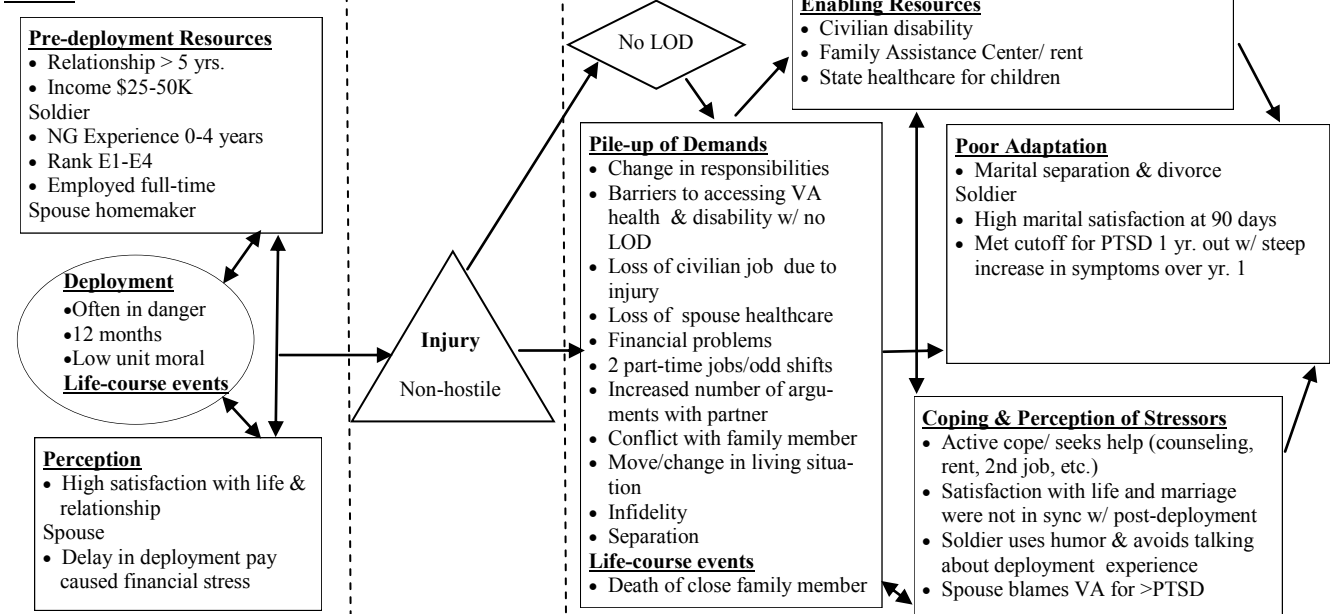 Pre-deployment Resources
• Relationship > 5 yrs.
• Income $25-50K
Soldier
• NG Experience 0-4 years
• Rank E1-E4
• Employed full-time
Spouse homemaker
Deployment
•Often in danger
•12 months
•Low unit moral
Life-course events
Perception
• High satisfaction with life &
relationship
Spouse
• Delay in deployment pay
caused financial stress
Injury
Non-hostile
No LOD
Pile-up of Demands
• Change in responsibilities
• Barriers to accessing VA
health & disability w/ no
LOD
• Loss of civilian job due to
injury
• Loss of spouse healthcare
• Financial problems
• 2 part-time jobs/odd shifts
• Increased number of argu-
ments with partner
• Conflict with family member
• Move/change in living situa-
tion
• Infidelity
• Separation
Life-course events
• Death of close family member
Enabling Resources
• Civilian disability
• Family Assistance Center/ rent
• State healthcare for children
Poor Adaptation
• Marital separation & divorce
Soldier
• High marital satisfaction at 90 days
• Met cutoff for PTSD 1 yr. out w/ steep
increase in symptoms over yr. 1
Coping & Perception of Stressors
• Active cope/ seeks help (counseling,
rent, 2nd job, etc.)
• Satisfaction with life and marriage
were not in sync w/ post-deployment
• Soldier uses humor & avoids talking
about deployment experience
• Spouse blames VA for >PTSD